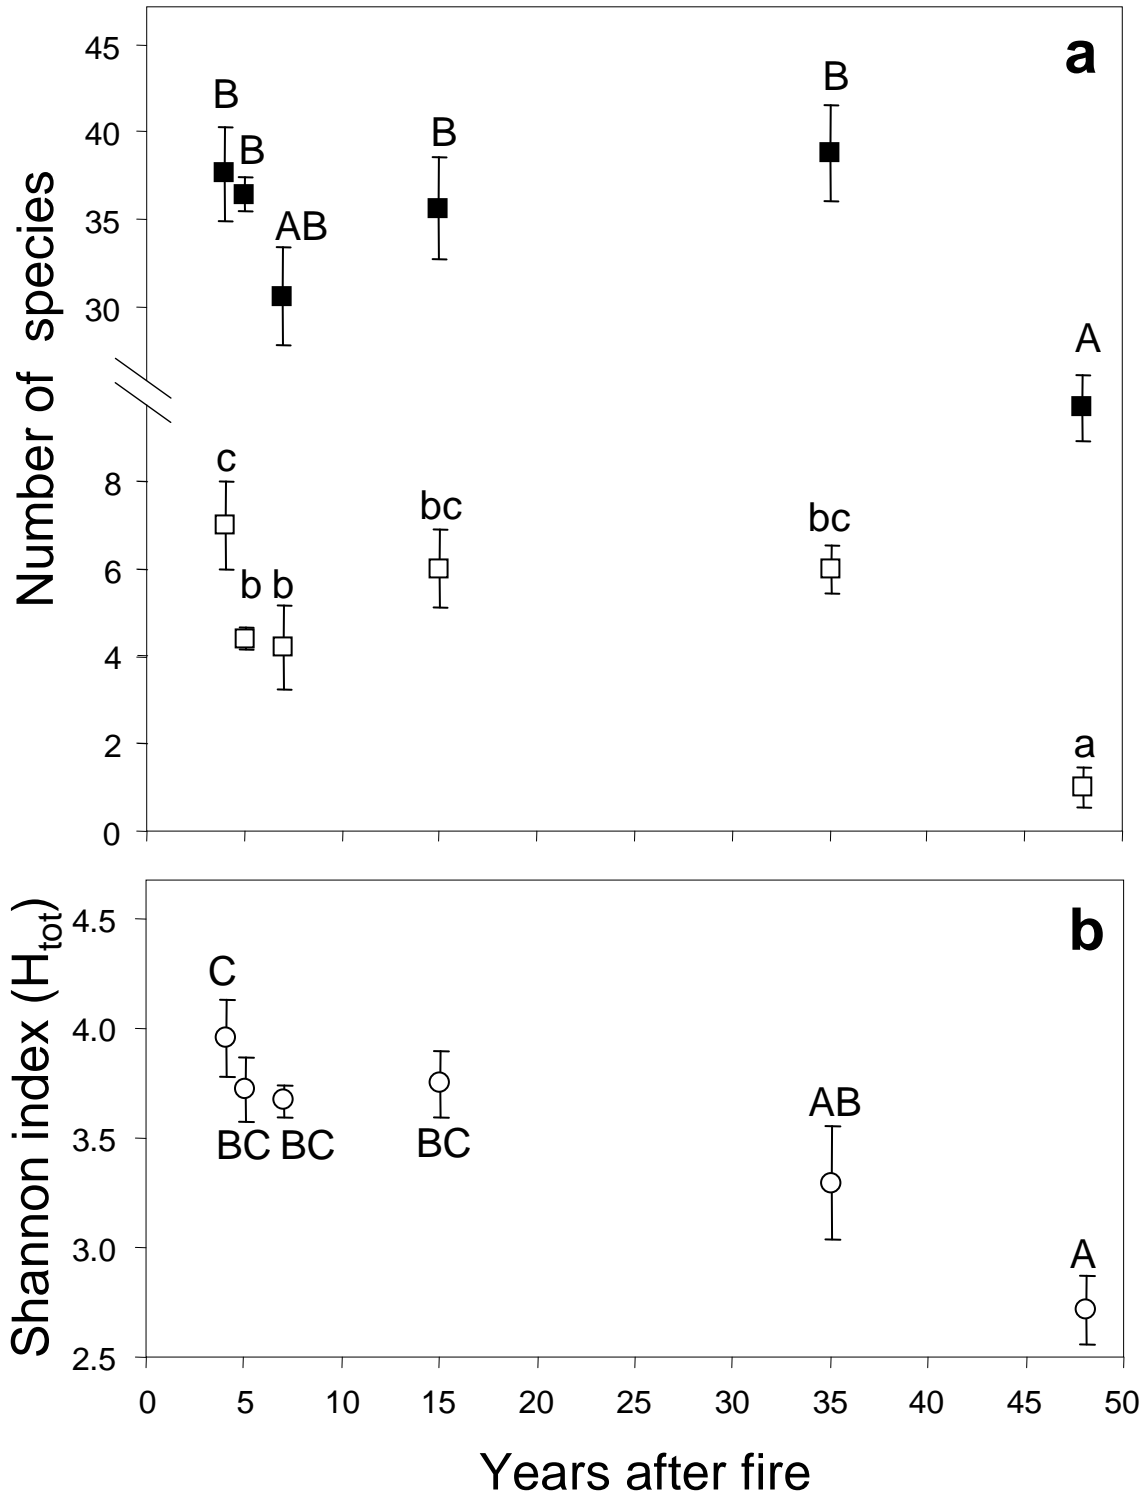 a
45
40
35
30
8
6
4
2
0
Number of species
B
B
AB
B
B
A
c
b b
bc
bc
a
b
4.5
4.0
3.5
3.0
2.5
Shannon index (Htot)
C
BC BC
BC
AB
A
0 5 10 15 20 25 30 35 40 45 50
Years after fire